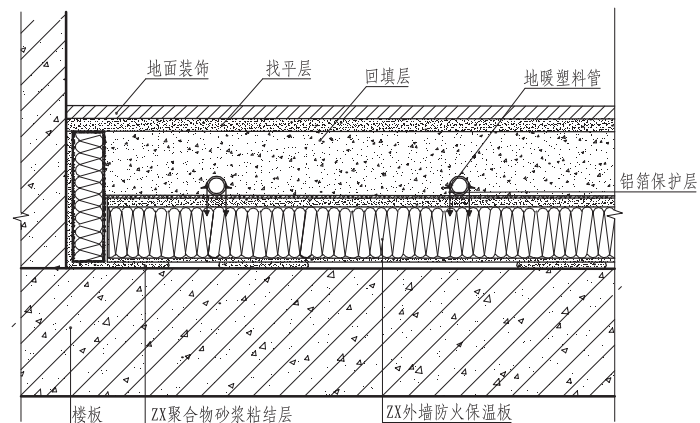 地面装饰
找平层
回填层
地暖塑料管
铝箔保护层
楼板
ZX聚合物砂浆粘结层
ZX外墙防火保温板